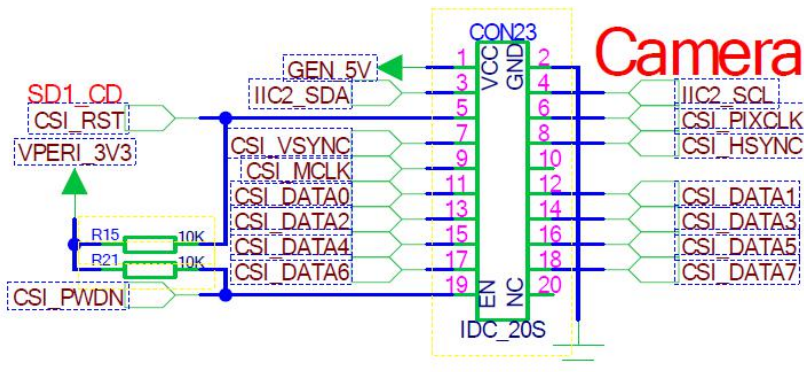 CON23
Camera
1 VCC GND 2
GEN_5V
3 4
IIC2_SDA IIC2_SCL
SD1_CD
5 6
CSI_RST CSI_PIXCLK
7 8
CSI_VSYNC CSI_HSYNC
VPERI_3V3
9 10
CSI_MCLK
11 12
CSI_DATA0 CSI_DATA1
13 14
CSI_DATA2 CSI_DATA3
R15 10K
15 16
CSI_DATA4 CSI_DATA5
R21 10K
17 18
CSI_DATA6 CSI_DATA7
19 EN NC 20
CSI_PWDN
IDC_20S